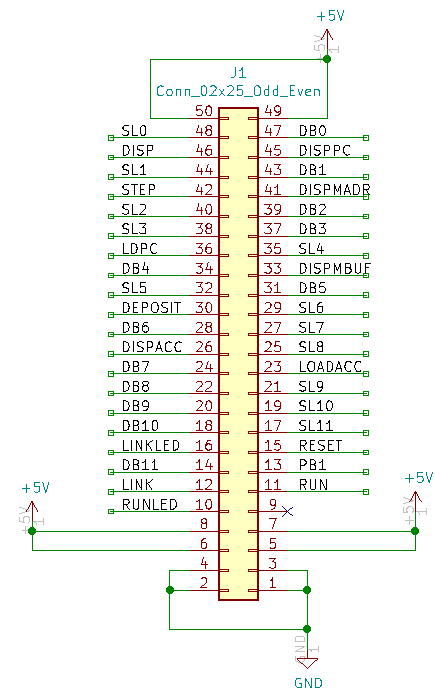 +5V
+5V
1
J1
Conn_02x25_Odd_Even
50 49
SL0 48 47 DB0
DISP 46 45 DISPPC
SL1 44 43 DB1
STEP 42 41 DISPMADR
SL2 40 39 DB2
SL3 38 37 DB3
LDPC 36 35 SL4
DB4 34 33 DISPMBUF
SL5 32 31 DB5
DEPOSIT 30 29 SL6
DB6 28 27 SL7
DISPACC 26 25 SL8
DB7 24 23 LOADACC
DB8 22 21 SL9
DB9 20 19 SL10
DB10 18 17 SL11
LINKLED 16 15 RESET
DB11 14 13 PB1
LINK 12 11 RUN
RUNLED 10 9
+5V
+5V
1
8 7
+5V
+5V
1
6 5
4 3
2 1
GND
1
GND